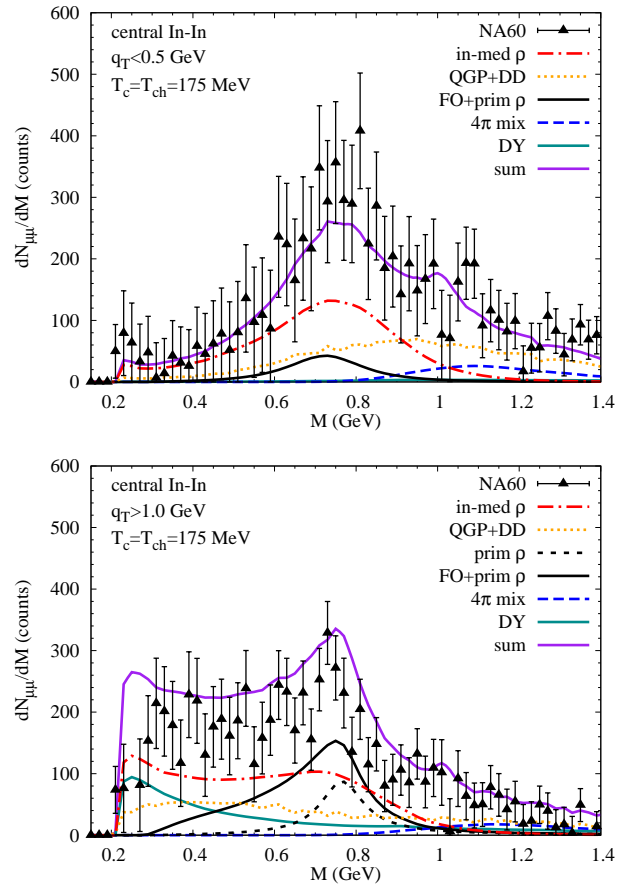 central In-In
q_T<0.5 GeV
T_c=T_ch=175 MeV
NA60
in-med ρ
QGP+DD
FO+prim ρ
4π mix
DY
sum
dN_μμ/dM (counts)
600
500
400
300
200
100
0
0.2 0.4 0.6 0.8 1 1.2 1.4
M (GeV)
central In-In
q_T>1.0 GeV
T_c=T_ch=175 MeV
NA60
in-med ρ
QGP+DD
prim ρ
FO+prim ρ
4π mix
DY
sum
dN_μμ/dM (counts)
600
500
400
300
200
100
0
0.2 0.4 0.6 0.8 1 1.2 1.4
M (GeV)